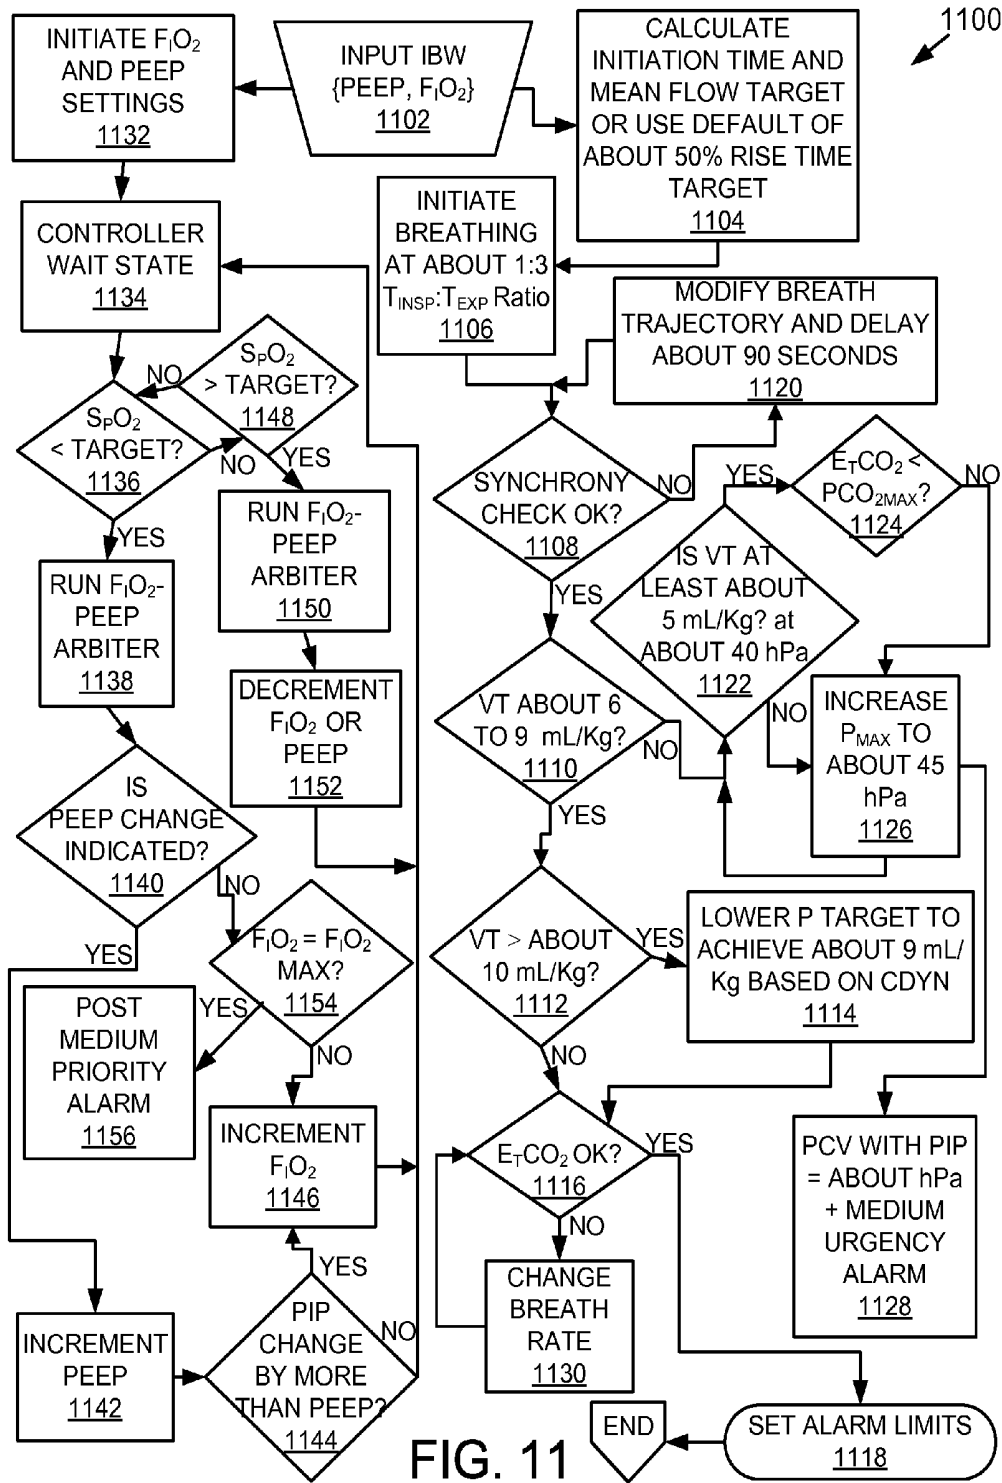 1100
INITIATE FIO2
AND PEEP
SETTINGS
1132
INPUT IBW
{PEEP, FIO2}
1102
CALCULATE
INITIATION TIME AND
MEAN FLOW TARGET
OR USE DEFAULT OF
ABOUT 50% RISE TIME
TARGET
1104
INITIATE
BREATHING
AT ABOUT 1:3
TINSP:TEXP Ratio
1106
CONTROLLER
WAIT STATE
1134
MODIFY BREATH
TRAJECTORY AND DELAY
ABOUT 90 SECONDS
1120
SPO2
> TARGET?
1148
NO
YES
SPO2
< TARGET?
1136
NO
YES
RUN FIO2-
PEEP
ARBITER
1150
RUN FIO2-
PEEP
ARBITER
1138
DECREMENT
FIO2 OR
PEEP
1152
IS
PEEP CHANGE
INDICATED?
1140
NO
YES
FIO2 = FIO2
MAX?
1154
YES
NO
POST
MEDIUM
PRIORITY
ALARM
1156
INCREMENT
FIO2
1146
YES
INCREMENT
PEEP
1142
PIP
CHANGE
BY MORE
THAN PEEP?
1144
NO
SYNCHRONY
CHECK OK?
1108
NO
YES
VT ABOUT 6
TO 9 mL/Kg?
1110
NO
YES
IS VT AT
LEAST ABOUT
5 mL/Kg? at
ABOUT 40 hPa
1122
YES
NO
ETCO2 <
PCO2MAX?
1124
NO
INCREASE
PMAX TO
ABOUT 45
hPa
1126
VT > ABOUT
10 mL/Kg?
1112
YES
NO
LOWER P TARGET TO
ACHIEVE ABOUT 9 mL/
Kg BASED ON CDYN
1114
ETCO2 OK?
1116
YES
NO
CHANGE
BREATH
RATE
1130
PCV WITH PIP
= ABOUT hPa
+ MEDIUM
URGENCY
ALARM
1128
SET ALARM LIMITS
1118
END
FIG. 11